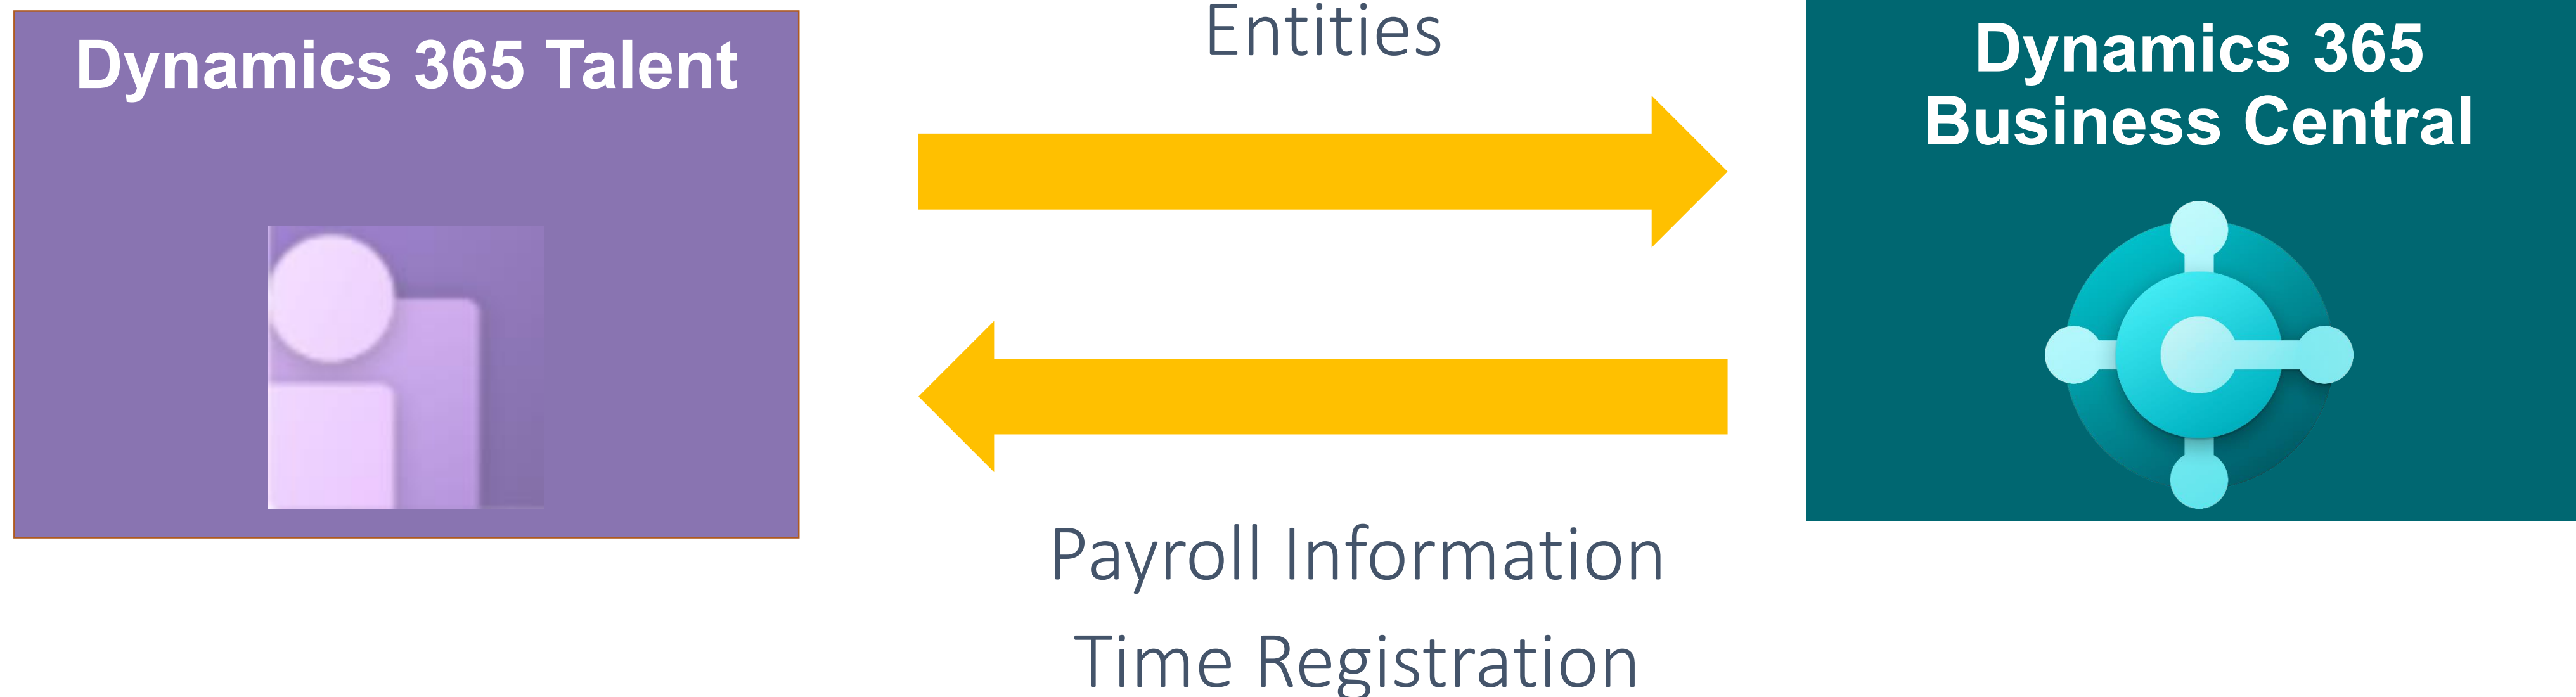 Dynamics 365 Talent
Entities
Dynamics 365
Business Central
Payroll Information
Time Registration